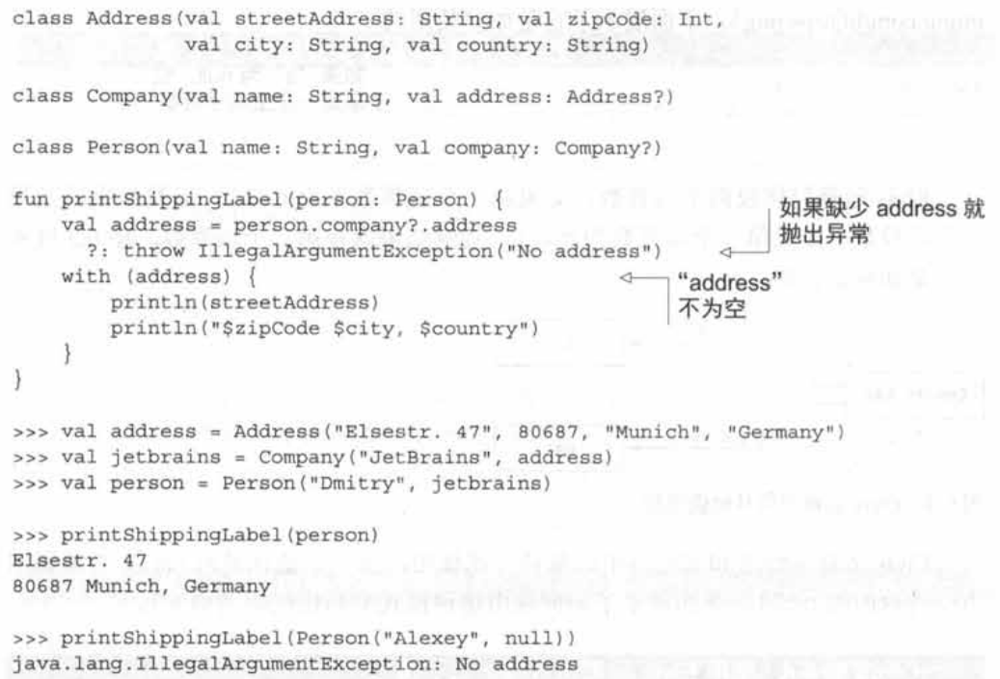 class Address(val streetAddress: String, val zipCode: Int,
              val city: String, val country: String)
class Company(val name: String, val address: Address?)
class Person(val name: String, val company: Company?)
fun printShippingLabel(person: Person) {
    val address = person.company?.address
      ?: throw IllegalArgumentException("No address")
如果缺少 address 就
抛出异常
    with (address) {
“address”
不为空
        println(streetAddress)
        println("$zipCode $city, $country")
    }
}
>>> val address = Address("Elsestr. 47", 80687, "Munich", "Germany")
>>> val jetbrains = Company("JetBrains", address)
>>> val person = Person("Dmitry", jetbrains)
>>> printShippingLabel(person)
Elsestr. 47
80687 Munich, Germany
>>> printShippingLabel(Person("Alexey", null))
java.lang.IllegalArgumentException: No address